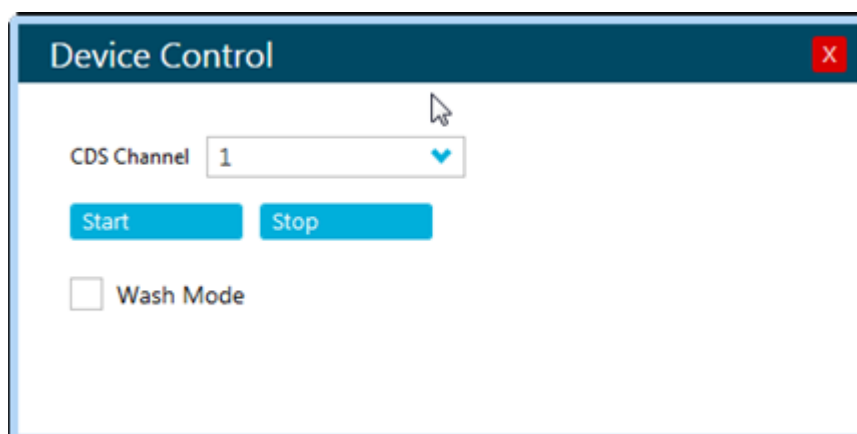 Device Control X
CDS Channel 1
Start Stop
Wash Mode